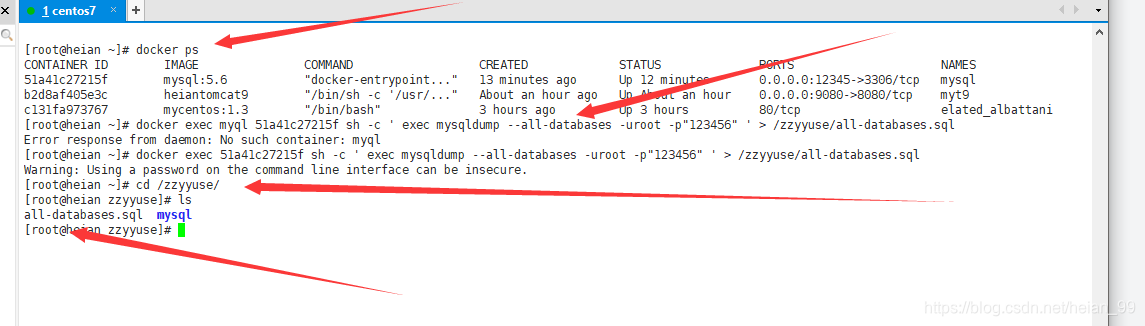 1 centos7
[root@heian ~]# docker ps
CONTAINER ID IMAGE COMMAND CREATED STATUS PORTS NAMES
51a41c27215f mysql:5.6 "docker-entrypoint..." 13 minutes ago Up 12 minutes 0.0.0.0:12345->3306/tcp mysql
b2d8af405e3c heiantomcat9 "/bin/sh -c '/usr/..." About an hour ago Up About an hour 0.0.0.0:9080->8080/tcp myt9
c131fa973767 mycentos:1.3 "/bin/bash" 3 hours ago Up 3 hours 80/tcp elated_albattani
[root@heian ~]# docker exec myql 51a41c27215f sh -c ' exec mysqldump --all-databases -uroot -p"123456" ' > /zzyyuse/all-databases.sql
Error response from daemon: No such container: myql
[root@heian ~]# docker exec 51a41c27215f sh -c ' exec mysqldump --all-databases -uroot -p"123456" ' > /zzyyuse/all-databases.sql
Warning: Using a password on the command line interface can be insecure.
[root@heian ~]# cd /zzyyuse/
[root@heian zzyyuse]# ls
all-databases.sql mysql
[root@heian zzyyuse]#
https://blog.csdn.net/heian_99